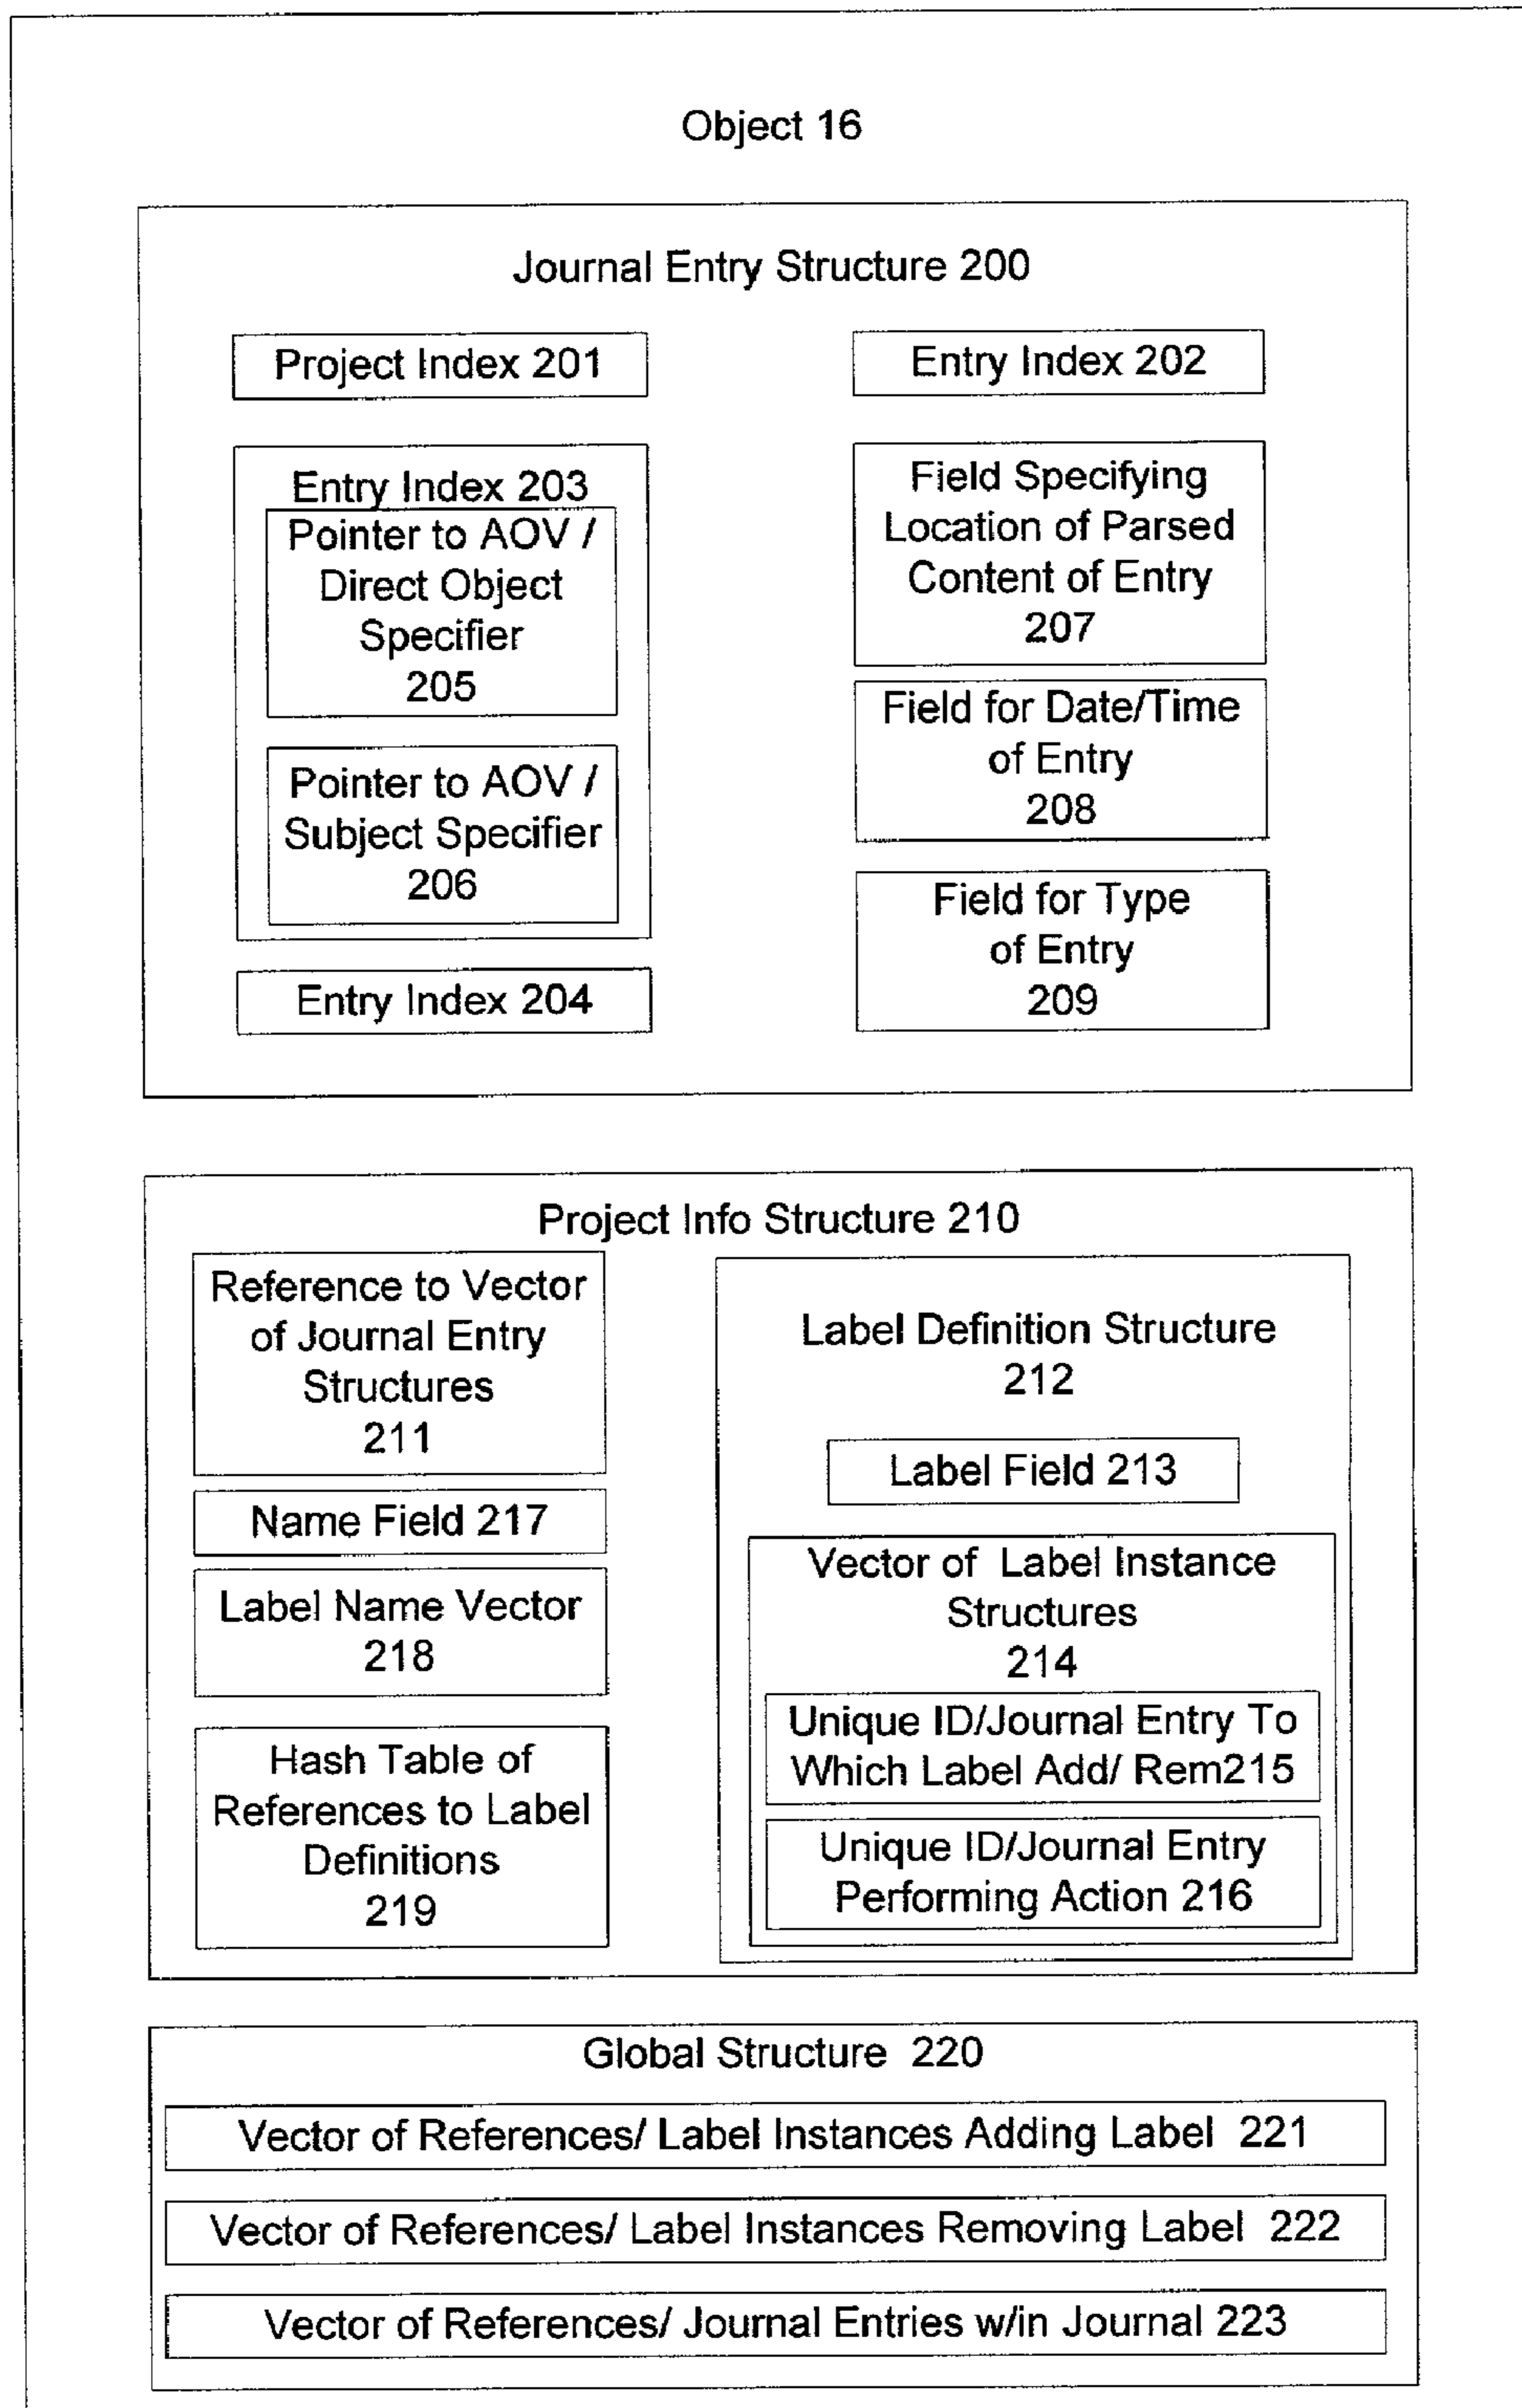 Object 16
Journal Entry Structure 200
Project Index 201
Entry Index 202
Entry Index 203
Pointer to AOV /
Direct Object
Specifier
205
Pointer to AOV /
Subject Specifier
206
Entry Index 204
Field Specifying
Location of Parsed
Content of Entry
207
Field for Date/Time
of Entry
208
Field for Type
of Entry
209
Project Info Structure 210
Reference to Vector
of Journal Entry
Structures
211
Name Field 217
Label Name Vector
218
Hash Table of
References to Label
Definitions
219
Label Definition Structure
212
Label Field 213
Vector of Label Instance
Structures
214
Unique ID/Journal Entry To
Which Label Add/ Rem215
Unique ID/Journal Entry
Performing Action 216
Global Structure 220
Vector of References/ Label Instances Adding Label 221
Vector of References/ Label Instances Removing Label 222
Vector of References/ Journal Entries w/in Journal 223